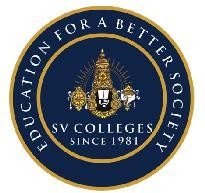 EDUCATION FOR A BETTER SOCIETY
SV COLLEGES
SINCE 1981